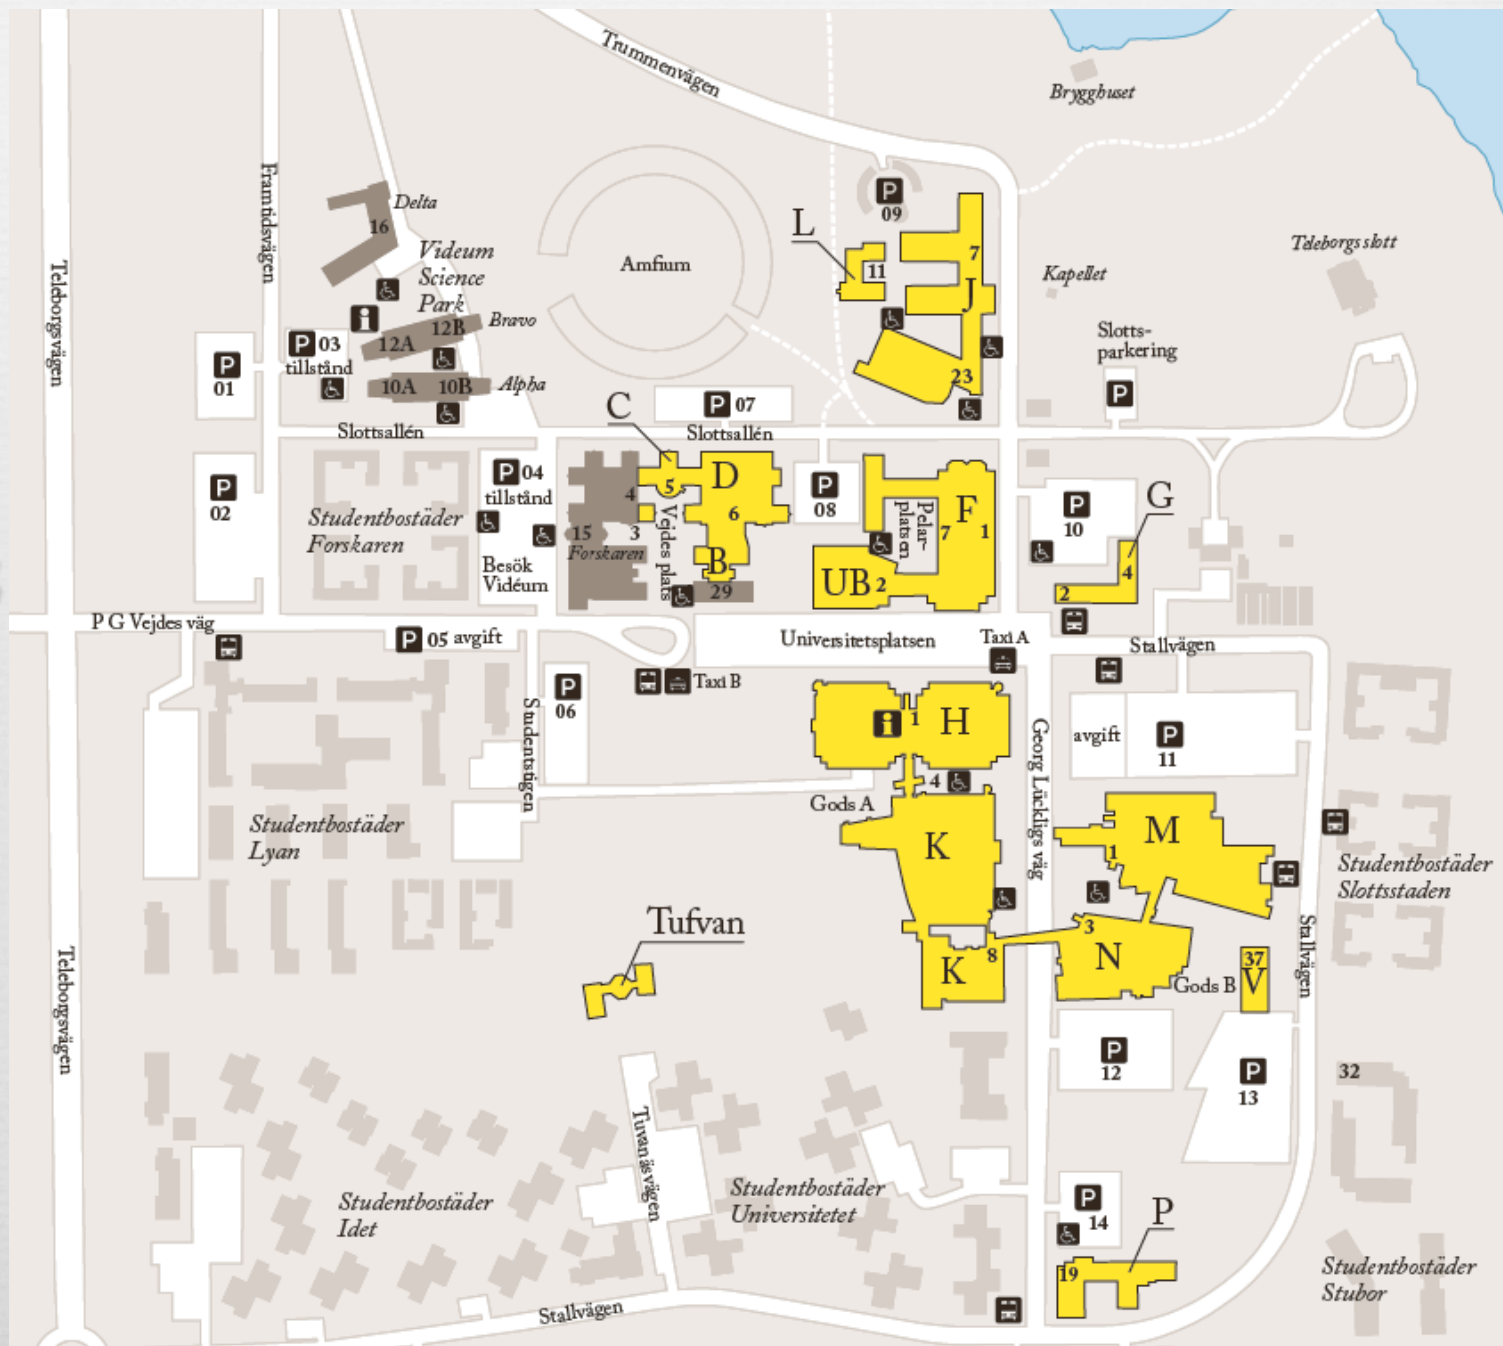 Trummenvägen
Brygghuset
Framtidsvägen
Delta
16
P
09
L
11
7
J
Teleborgs slott
Kapellet
Videum
Science
Park
Amfium
Teleborgsvägen
i
12B
Bravo
12A
P 03
tillstånd
P
01
10A
10B
Alpha
Slotts-
parkering
P
23
C
P 07
Slottsallén
Slottsallén
P
02
P 04
tillstånd
4
5
D
6
P
08
Pelar-
platsen
7
F
1
P
10
G
4
2
Studentbostäder
Forskaren
15
3
Forskaren
Vejdes plats
Besök
Videum
B
29
UB
2
P G Vejdes väg
P 05 avgift
Universitetsplatsen
Taxi A
Stallvägen
Taxi B
P
06
Studentstigen
i
1
H
Georg Lückligs väg
avgift
P
11
4
Gods A
K
M
1
Studentbostäder
Lyan
Studentbostäder
Slottsstaden
Tufvan
K
8
3
N
37
V
Gods B
Stallvägen
Teleborgsvägen
P
12
P
13
32
Tuvanäsvägen
Studentbostäder
Idet
Studentbostäder
Universitetet
P
14
P
19
Studentbostäder
Stubor
Stallvägen